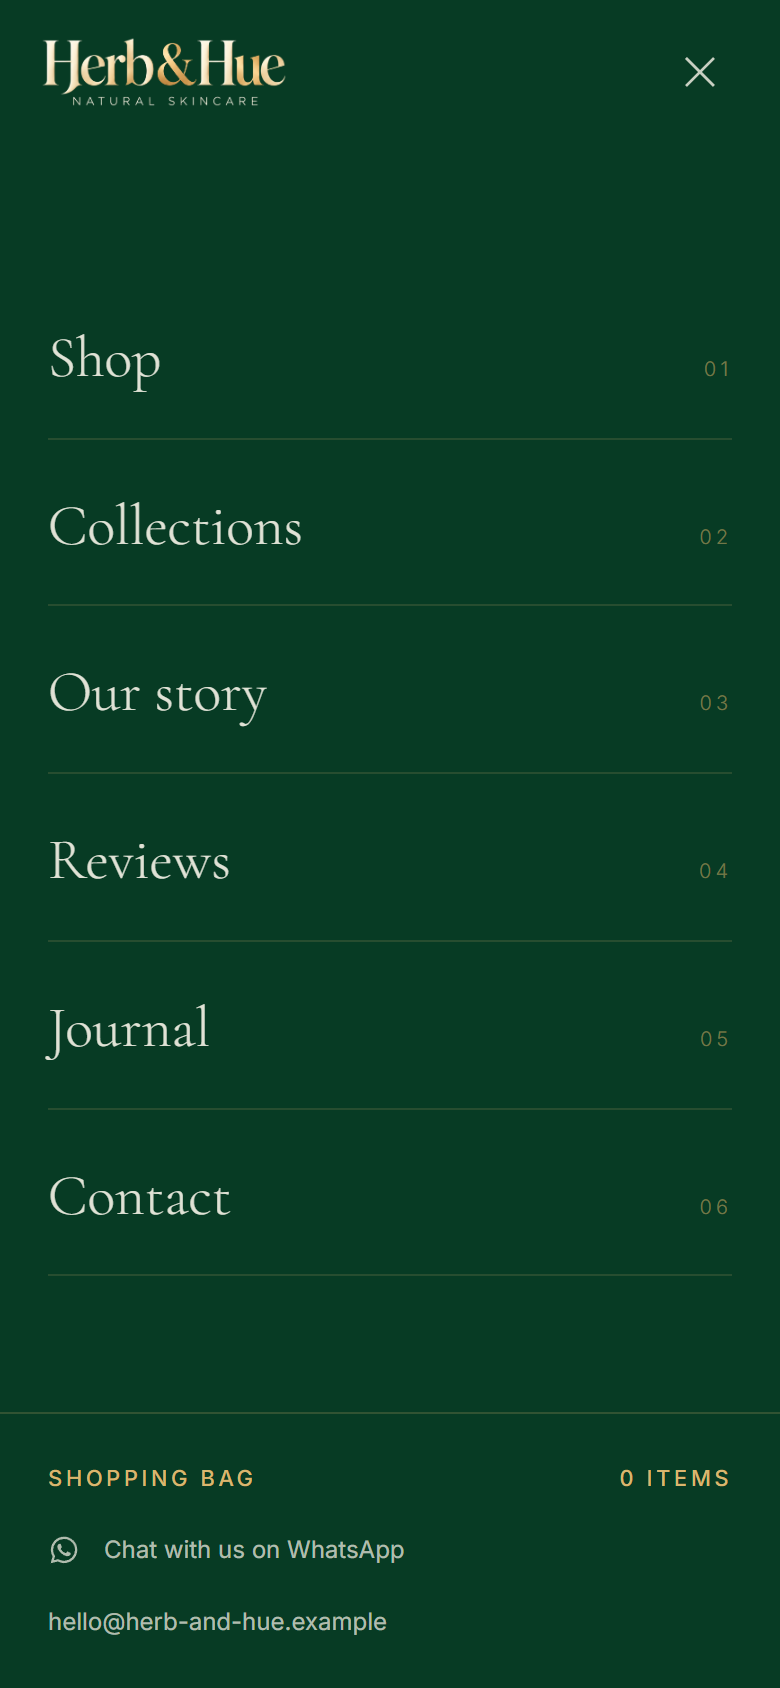 Herb&Hue
NATURAL SKINCARE
Shop 01
Collections 02
Our story 03
Reviews 04
Journal 05
Contact 06
SHOPPING BAG 0 ITEMS
Chat with us on WhatsApp
hello@herb-and-hue.example